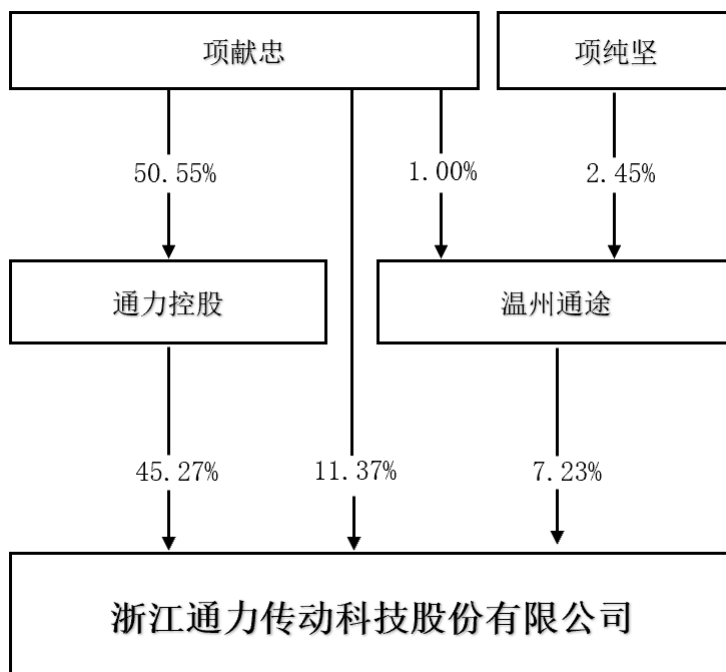 项献忠
项纯坚
50.55%
1.00%
2.45%
通力控股
温州通途
45.27%
11.37%
7.23%
浙江通力传动科技股份有限公司